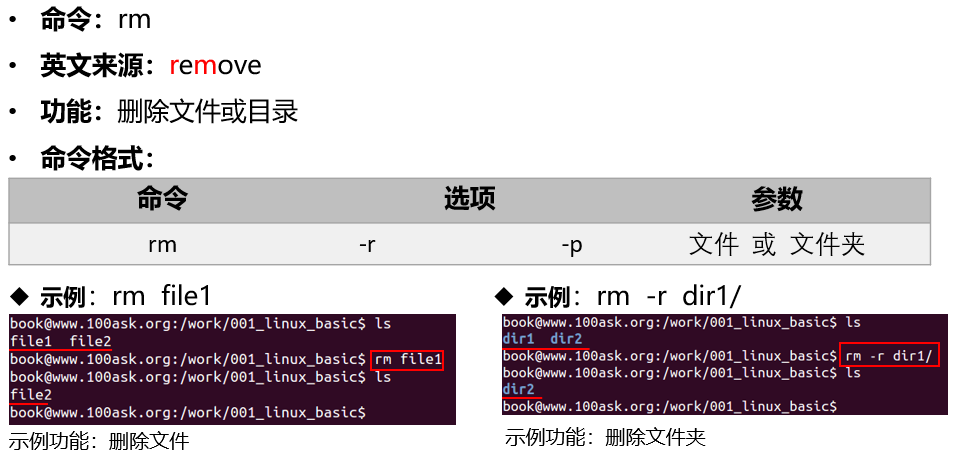 • 命令：rm
• 英文来源：remove
• 功能：删除文件或目录
• 命令格式：
命令 选项 参数
rm -r -p 文件 或 文件夹
◆ 示例：rm file1
book@www.100ask.org:/work/001_linux_basic$ ls
file1 file2
book@www.100ask.org:/work/001_linux_basic$ rm file1
book@www.100ask.org:/work/001_linux_basic$ ls
file2
book@www.100ask.org:/work/001_linux_basic$
示例功能：删除文件
◆ 示例：rm -r dir1/
book@www.100ask.org:/work/001_linux_basic$ ls
dir1 dir2
book@www.100ask.org:/work/001_linux_basic$ rm -r dir1/
book@www.100ask.org:/work/001_linux_basic$ ls
dir2
book@www.100ask.org:/work/001_linux_basic$
示例功能：删除文件夹